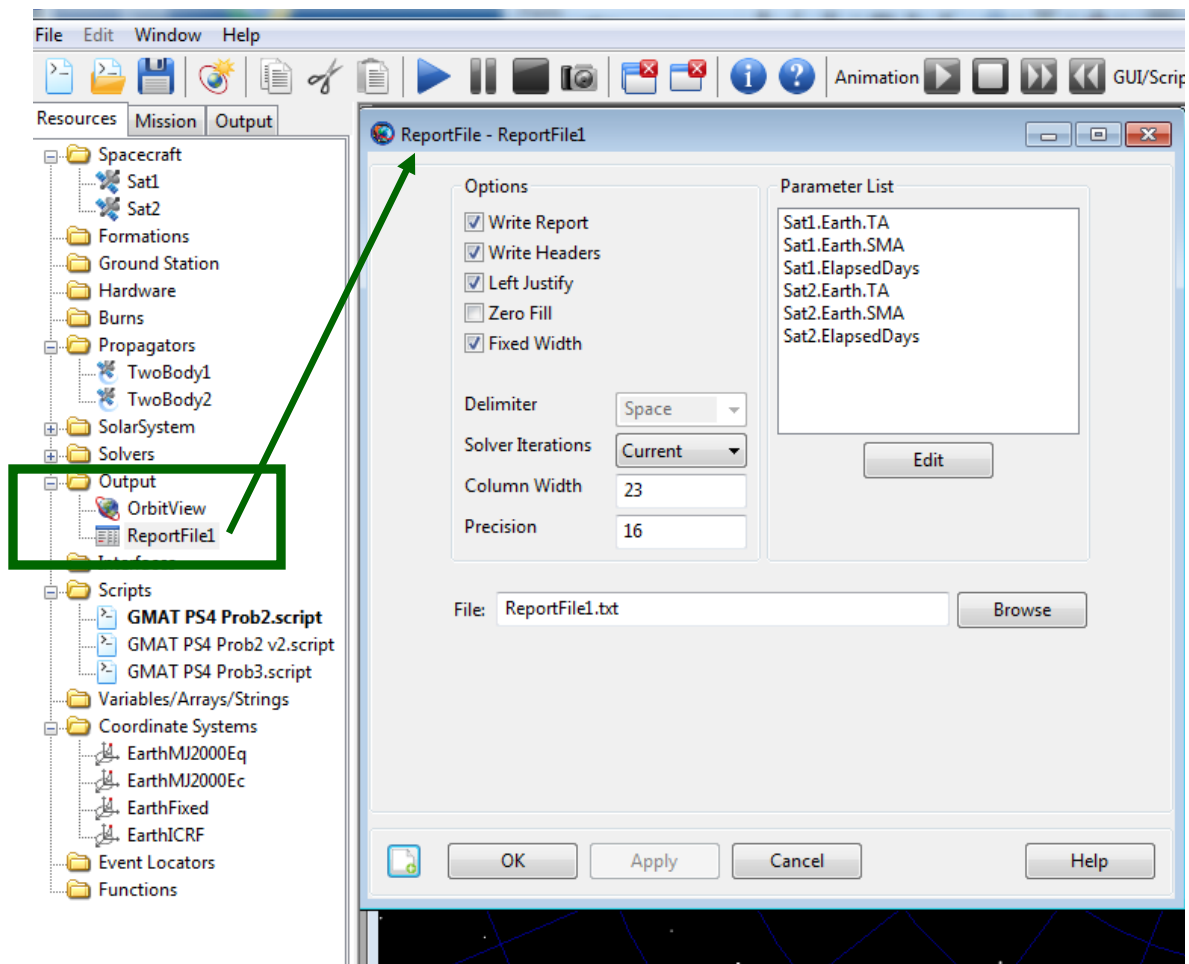 File Edit Window Help
Animation GUI/Scrip
Resources Mission Output
Spacecraft
Sat1
Sat2
Formations
Ground Station
Hardware
Burns
Propagators
TwoBody1
TwoBody2
SolarSystem
Solvers
Output
OrbitView
ReportFile1
Interfaces
Scripts
GMAT PS4 Prob2.script
GMAT PS4 Prob2 v2.script
GMAT PS4 Prob3.script
Variables/Arrays/Strings
Coordinate Systems
EarthMJ2000Eq
EarthMJ2000Ec
EarthFixed
EarthICRF
Event Locators
Functions
ReportFile - ReportFile1
Options
Write Report
Write Headers
Left Justify
Zero Fill
Fixed Width
Delimiter Space
Solver Iterations Current
Column Width 23
Precision 16
Parameter List
Sat1.Earth.TA
Sat1.Earth.SMA
Sat1.ElapsedDays
Sat2.Earth.TA
Sat2.Earth.SMA
Sat2.ElapsedDays
Edit
File: ReportFile1.txt Browse
OK Apply Cancel Help